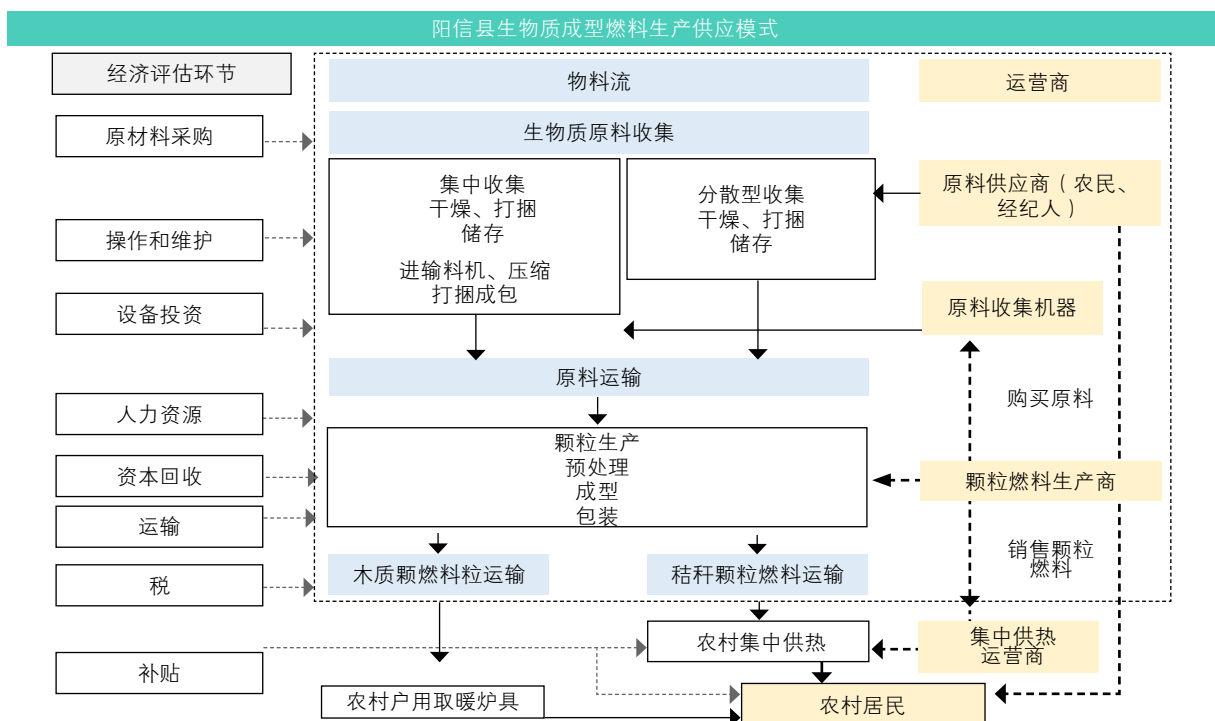 阳信县生物质成型燃料生产供应模式
经济评估环节
物料流
运营商
原材料采购
生物质原料收集
集中收集
干燥、打捆
储存
进输料机、压缩
打捆成包
分散型收集
干燥、打捆
储存
原料供应商（农民、
经纪人）
操作和维护
设备投资
原料收集机器
原料运输
购买原料
人力资源
颗粒生产
预处理
成型
包装
资本回收
颗粒燃料生产商
运输
销售颗粒
燃料
木质颗燃料粒运输
秸秆颗粒燃料运输
税
农村集中供热
集中供热
运营商
补贴
农村户用取暖炉具
农村居民